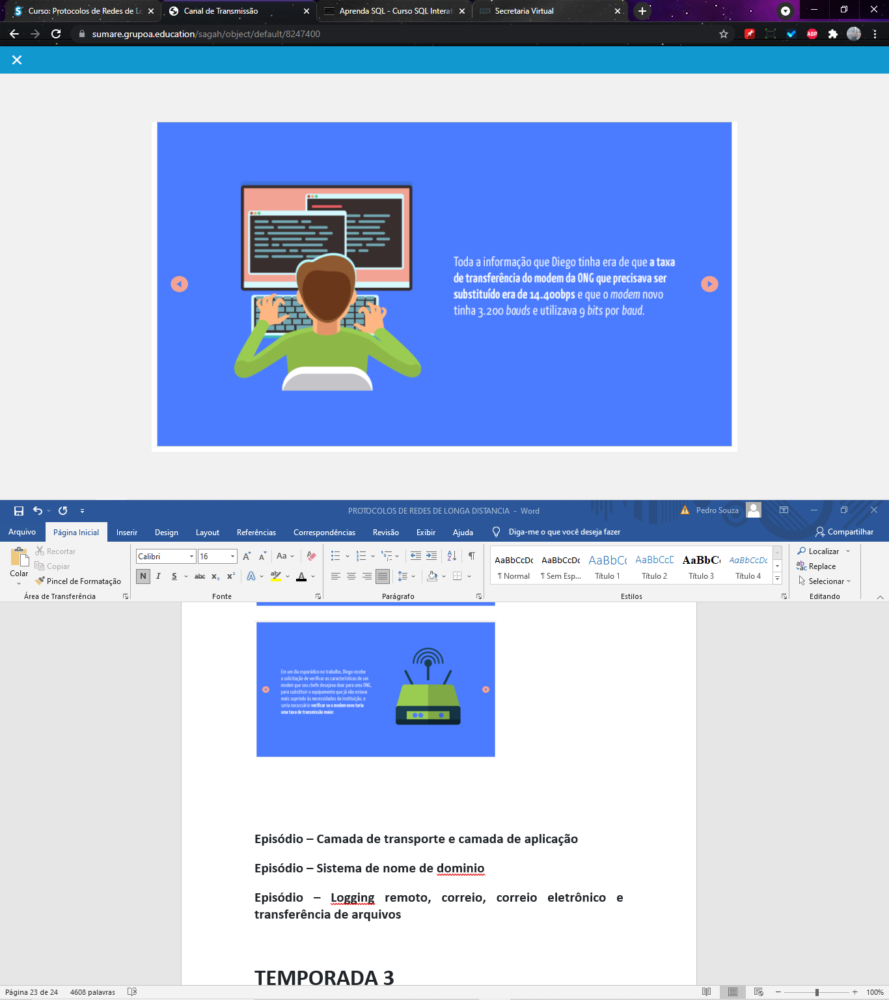 Curso: Protocolos de Redes de Lo
Canal de Transmissão
Aprenda SQL - Curso SQL Interat
Secretaria Virtual
sumare.grupoa.education/sagah/object/default/8247400
ABP
Toda a informação que Diego tinha era de que a taxa
de transferência do modem da ONG que precisava ser
substituído era de 14.400bps e que o modem novo
tinha 3.200 bauds e utilizava 9 bits por baud.
PROTOCOLOS DE REDES DE LONGA DISTANCIA - Word
Pedro Souza
Arquivo
Página Inicial
Inserir
Design
Layout
Referências
Correspondências
Revisão
Exibir
Ajuda
Diga-me o que você deseja fazer
Compartilhar
Colar
Recortar
Copiar
Pincel de Formatação
Área de Transferência
Calibri
16
Aa
N I S abc x₂ x²
Fonte
Parágrafo
AaBbCcDc
¶ Normal
AaBbCcDc
¶ Sem Esp...
AaBbC
Título 1
AaBbCcD
Título 2
AaBbC
Título 3
AaBbCcDc
Título 4
Estilos
Localizar
Replace
Selecionar
Editando
Em um dia esporádico no trabalho, Diego recebe
a solicitação de verificar as características de um
modem que seu chefe desejava doar para uma ONG,
para substituir o equipamento que já não estava
mais suprindo às necessidades da instituição, e
seria necessário verificar se o modem novo teria
uma taxa de transmissão maior.
Episódio – Camada de transporte e camada de aplicação
Episódio – Sistema de nome de dominio
Episódio – Logging remoto, correio, correio eletrônico e
transferência de arquivos
TEMPORADA 3
Página 23 de 24
4608 palavras
100%